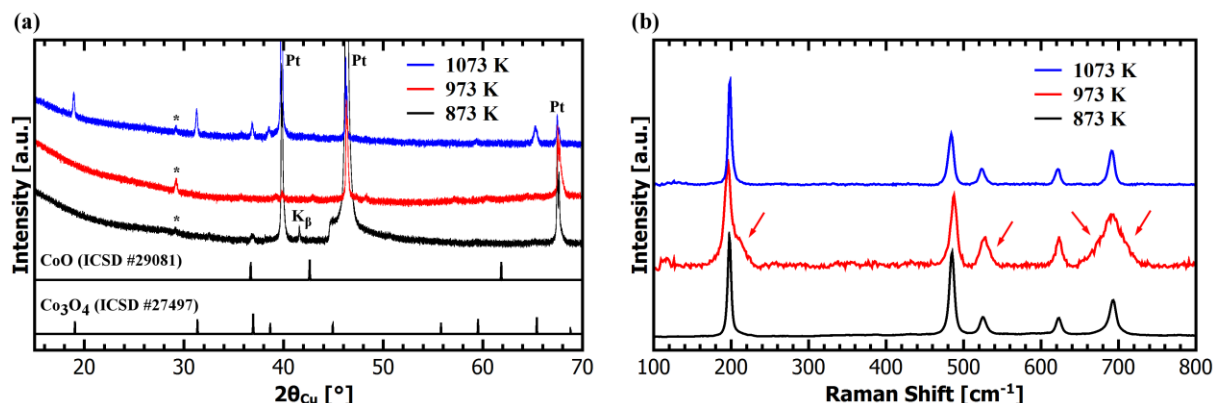 (a)
Intensity [a.u.]
Pt
Pt
Pt
1073 K
973 K
873 K
*
*
*
Kβ
CoO (ICSD #29081)
Co3O4 (ICSD #27497)
20 30 40 50 60 70
2θCu [°]
(b)
Intensity [a.u.]
1073 K
973 K
873 K
100 200 300 400 500 600 700 800
Raman Shift [cm-1]